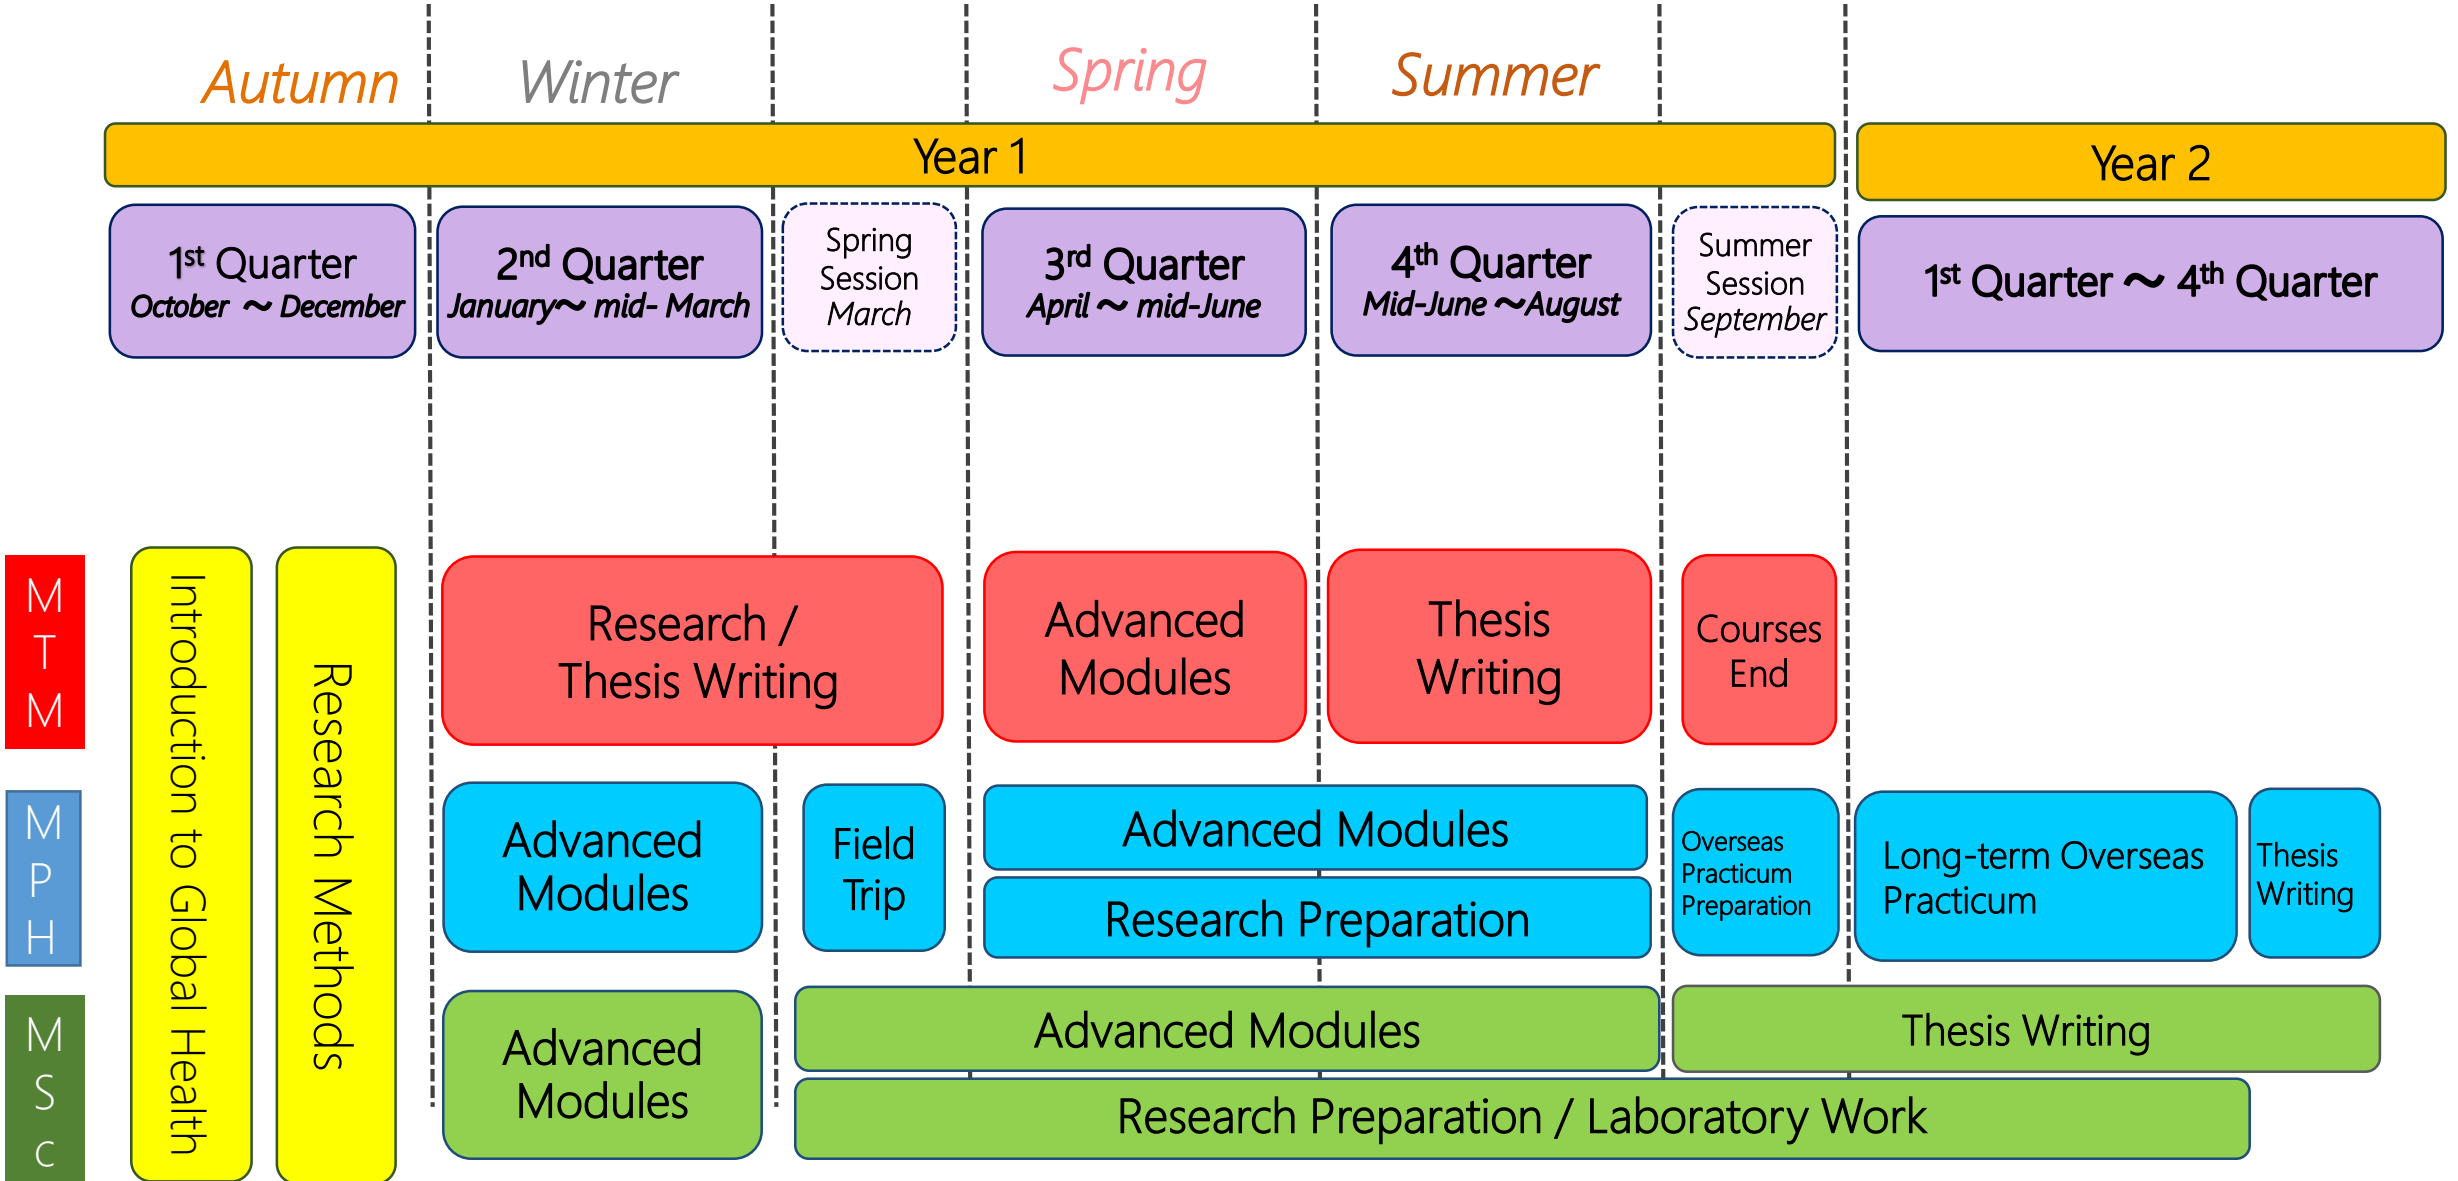 Autumn
Winter
Spring
Summer
Year 1
Year 2
1st Quarter
October ～ December
2nd Quarter
January～ mid- March
Spring
Session
March
3rd Quarter
April ～ mid-June
4th Quarter
Mid-June ～August
Summer
Session
September
1st Quarter ～ 4th Quarter
Introduction to Global Health
Research Methods
M
T
M
Research /
Thesis Writing
Advanced
Modules
Thesis
Writing
Courses
End
M
P
H
Advanced
Modules
Field
Trip
Advanced Modules
Research Preparation
Overseas
Practicum
Preparation
Long-term Overseas
Practicum
Thesis
Writing
M
S
c
Advanced
Modules
Advanced Modules
Thesis Writing
Research Preparation / Laboratory Work